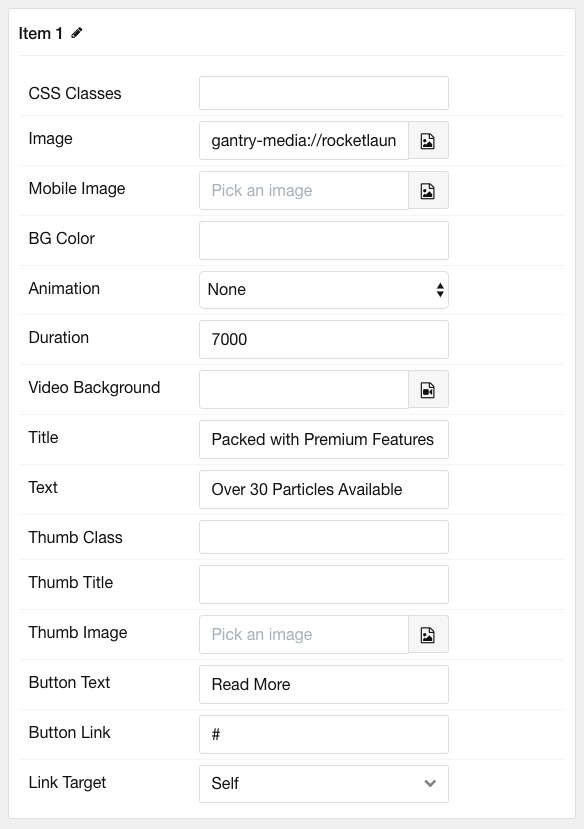 Item 1
CSS Classes
Image gantry-media://rocketlaun
Mobile Image Pick an image
BG Color
Animation None
Duration 7000
Video Background
Title Packed with Premium Features
Text Over 30 Particles Available
Thumb Class
Thumb Title
Thumb Image Pick an image
Button Text Read More
Button Link #
Link Target Self